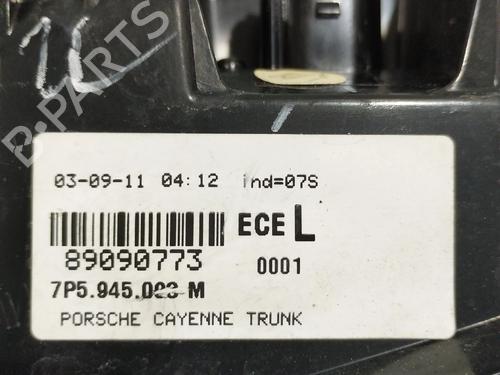 B-PARTS
03-09-11 04:12 ind=07S
ECE L
89090773 0001
PORSCHE CAYENNE TRUNK